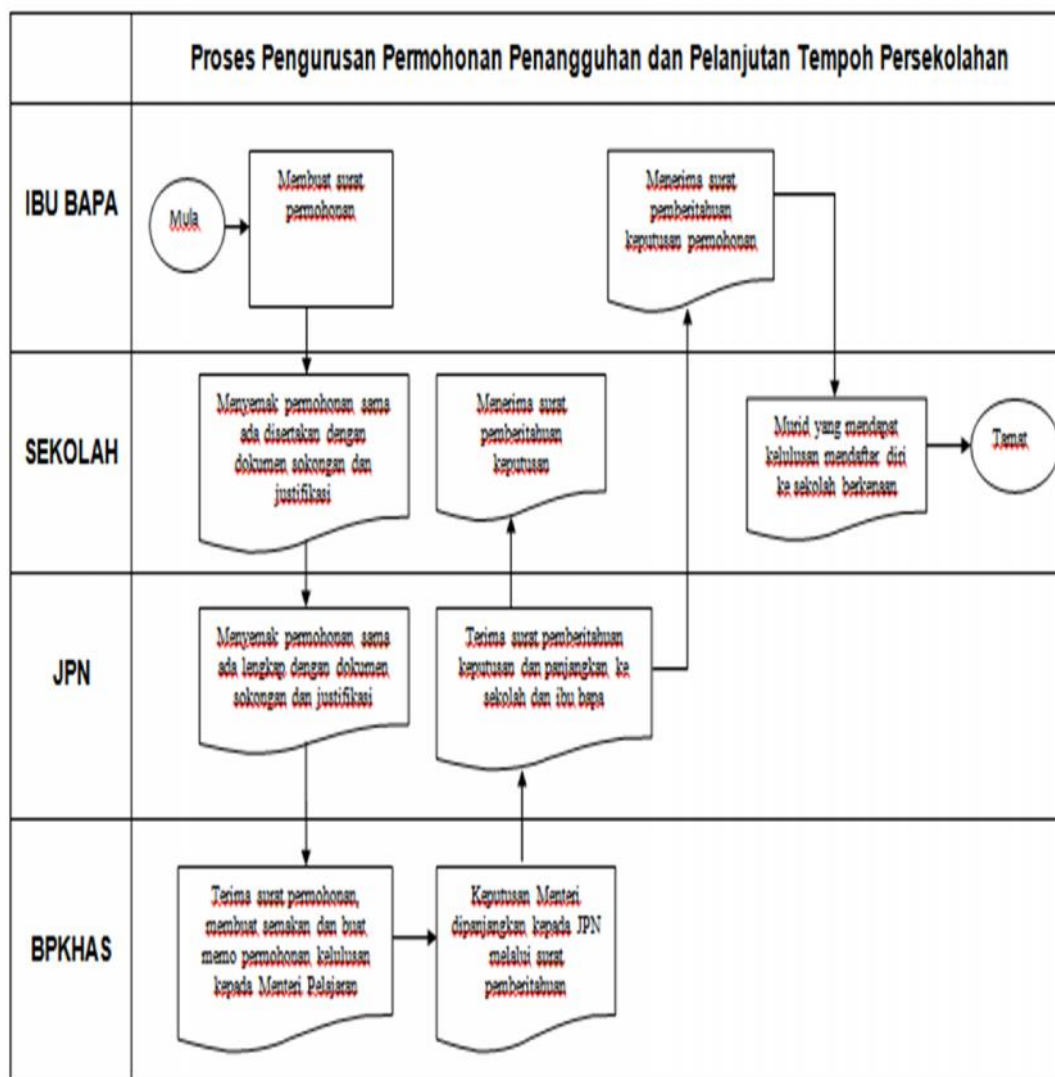 Proses Pengurusan Permohonan Penangguhan dan Pelanjutan Tempoh Persekolahan
IBU BAPA
Mula
Membuat surat
permohonan
Menerima surat
pemberitahuan
keputusan permohonan
SEKOLAH
Menyemak permohonan sama
ada disertakan dengan
dokumen sokongan dan
justifikasi
Menerima surat
pemberitahuan
keputusan
Murid yang mendapat
kelulusan mendaftar diri
ke sekolah berkenaan
Tamat
JPN
Menyemak permohonan sama
ada lengkap dengan dokumen
sokongan dan justifikasi
Terima surat pemberitahuan
keputusan dan panjangkan ke
sekolah dan ibu bapa
BPKHAS
Terima surat permohonan,
membuat semakan dan buat
memo permohonan kelulusan
kepada Menteri Pelajaran
Keputusan Menteri
dipanjangkan kepada JPN
melalui surat
pemberitahuan